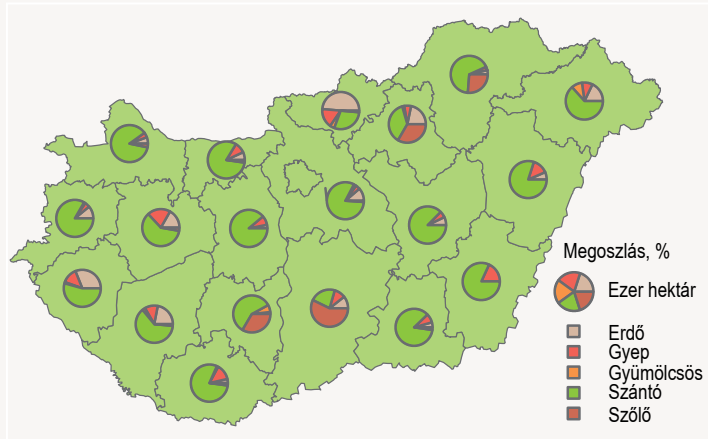 Megoszlás, %
Ezer hektár
Erdő
Gyep
Gyümölcsös
Szántó
Szőlő